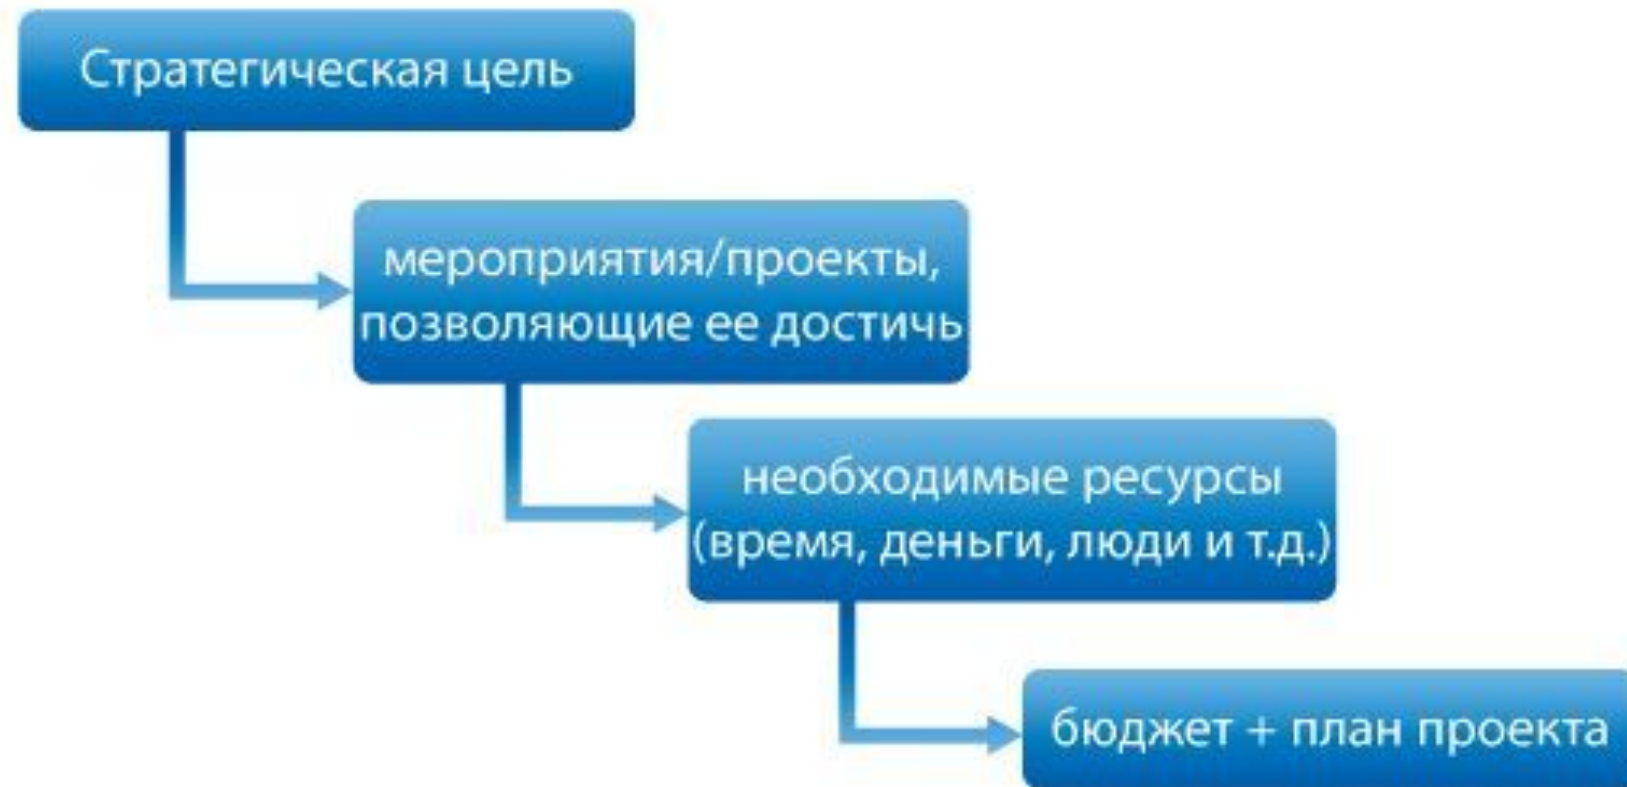 Стратегическая цель
мероприятия/проекты,
позволяющие ее достичь
необходимые ресурсы
(время, деньги, люди и т.д.)
бюджет + план проекта